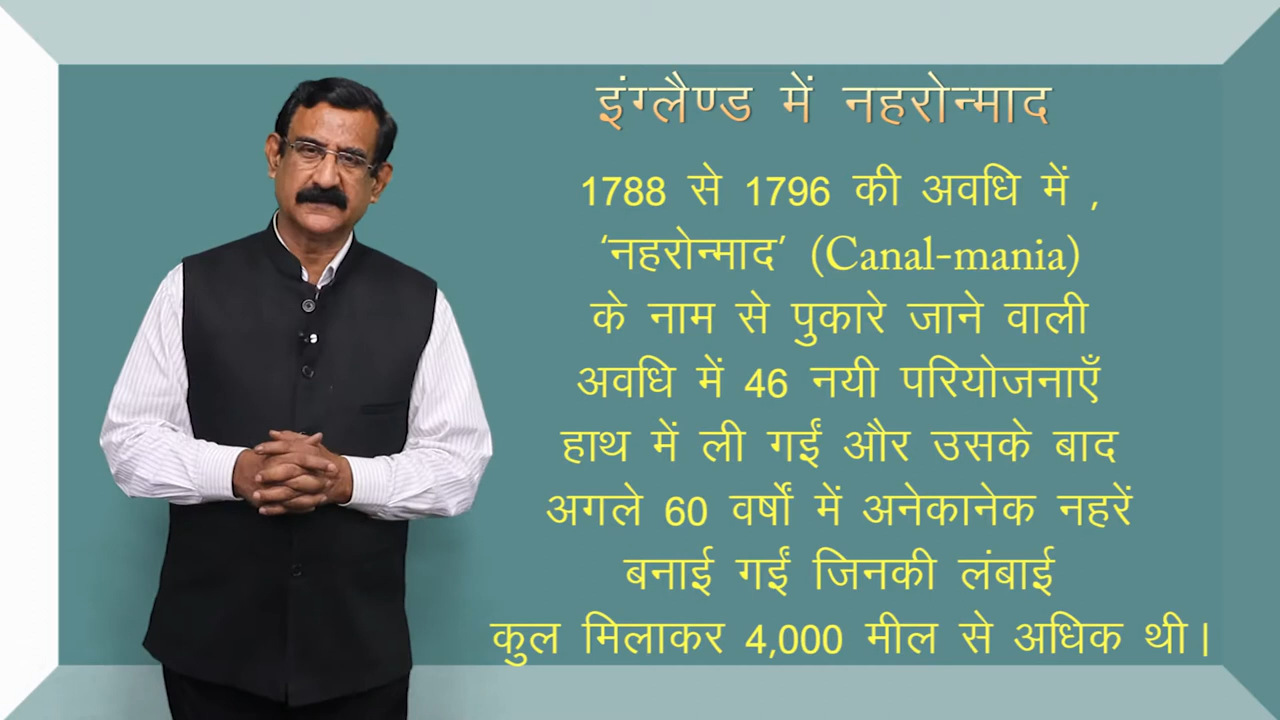 इंग्लैण्ड में नहरोन्माद
1788 से 1796 की अवधि में ,
‘नहरोन्माद’ (Canal-mania)
के नाम से पुकारे जाने वाली
अवधि में 46 नयी परियोजनाएँ
हाथ में ली गईं और उसके बाद
अगले 60 वर्षों में अनेकानेक नहरें
बनाई गईं जिनकी लंबाई
कुल मिलाकर 4,000 मील से अधिक थी।